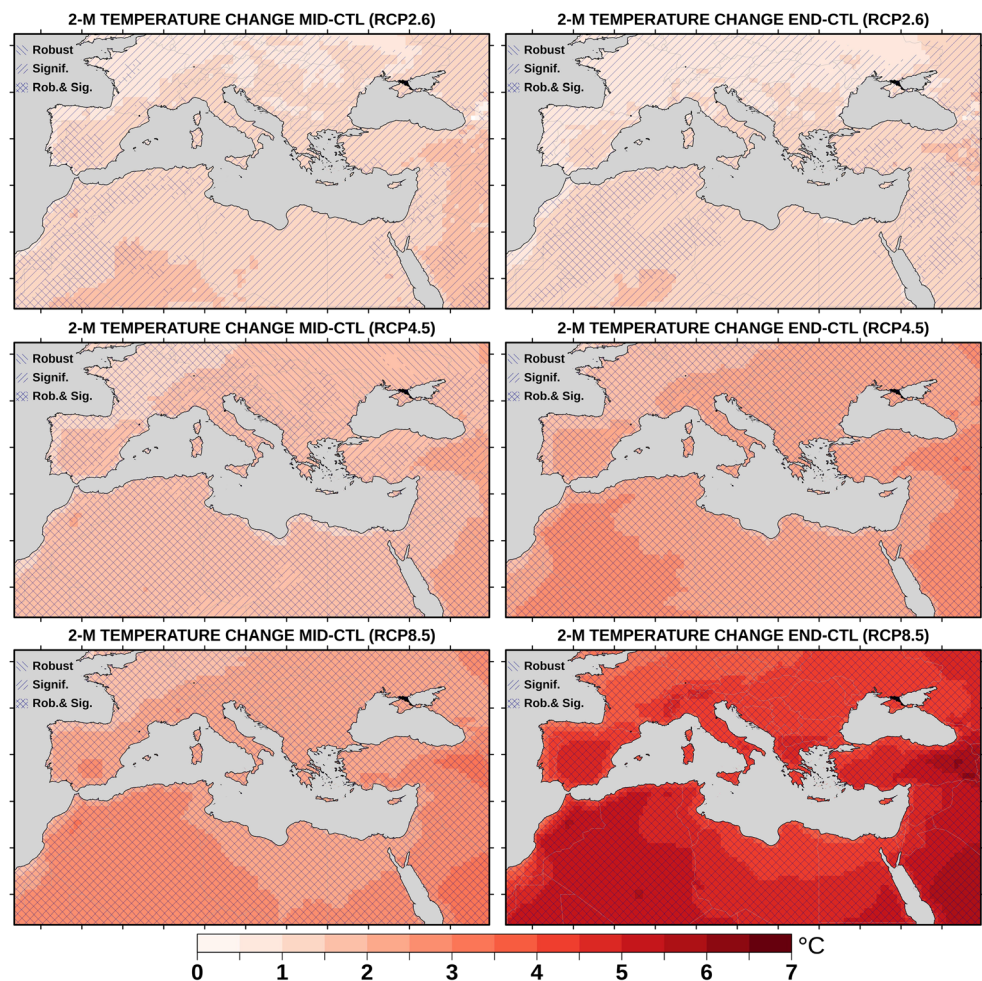 2-M TEMPERATURE CHANGE MID-CTL (RCP2.6)
2-M TEMPERATURE CHANGE END-CTL (RCP2.6)
Robust
Signif.
Rob.& Sig.
Robust
Signif.
Rob.& Sig.
2-M TEMPERATURE CHANGE MID-CTL (RCP4.5)
2-M TEMPERATURE CHANGE END-CTL (RCP4.5)
Robust
Signif.
Rob.& Sig.
Robust
Signif.
Rob.& Sig.
2-M TEMPERATURE CHANGE MID-CTL (RCP8.5)
2-M TEMPERATURE CHANGE END-CTL (RCP8.5)
Robust
Signif.
Rob.& Sig.
Robust
Signif.
Rob.& Sig.
°C
0 1 2 3 4 5 6 7